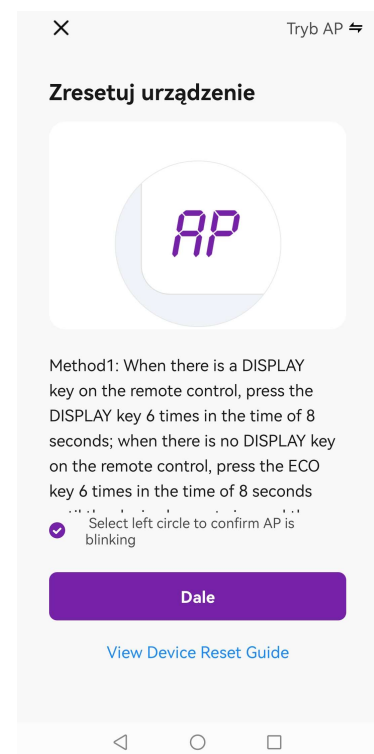 Tryb AP
Zresetuj urządzenie
AP
Method1: When there is a DISPLAY
key on the remote control, press the
DISPLAY key 6 times in the time of 8
seconds; when there is no DISPLAY key
on the remote control, press the ECO
key 6 times in the time of 8 seconds
Select left circle to confirm AP is
blinking
Dale
View Device Reset Guide